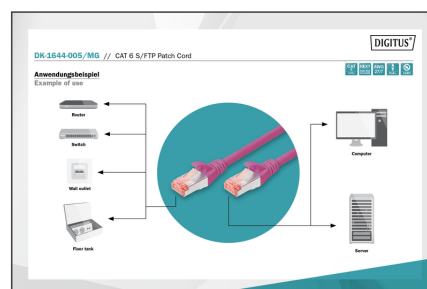 DIGITUS®
DK-1644-005/MG // CAT 6 S/FTP Patch Cord
Anwendungsbeispiel
Example of use
Router
Switch
Wall outlet
Floor tank
Computer
Server